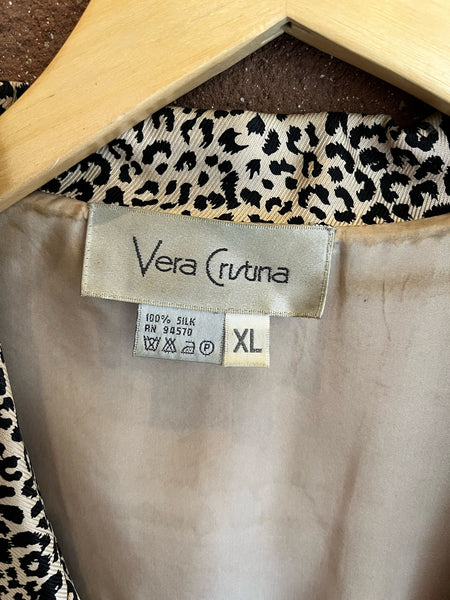 Vera Cristina
100% SILK
RN 94570
P
XL